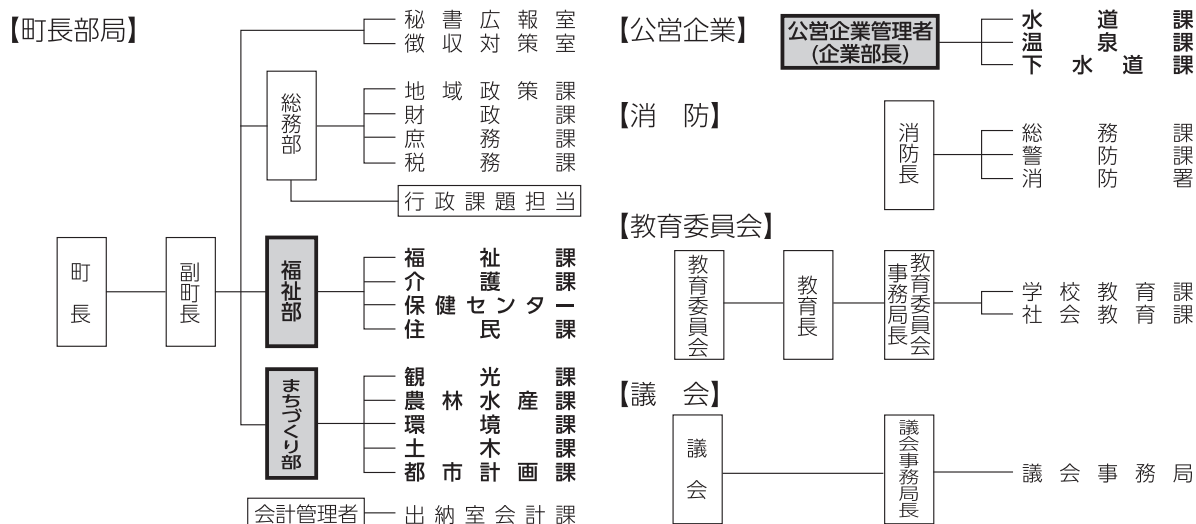 【町長部局】
町長
副町長
秘書広報室
徴収対策室
総務部
地域政策課
財政課
庶務課
税務課
行政課題担当
福祉部
福祉課
介護課
保健センター
住民課
まちづくり部
観光課
農林水産課
環境課
土木課
都市計画課
会計管理者
出納室会計課
【公営企業】
公営企業管理者
(企業部長)
水道課
温泉課
下水道課
【消防】
消防長
総務課
警防課
消防署
【教育委員会】
教育委員会
教育長
教育委員会
事務局長
学校教育課
社会教育課
【議会】
議会
議会事務局長
議会事務局